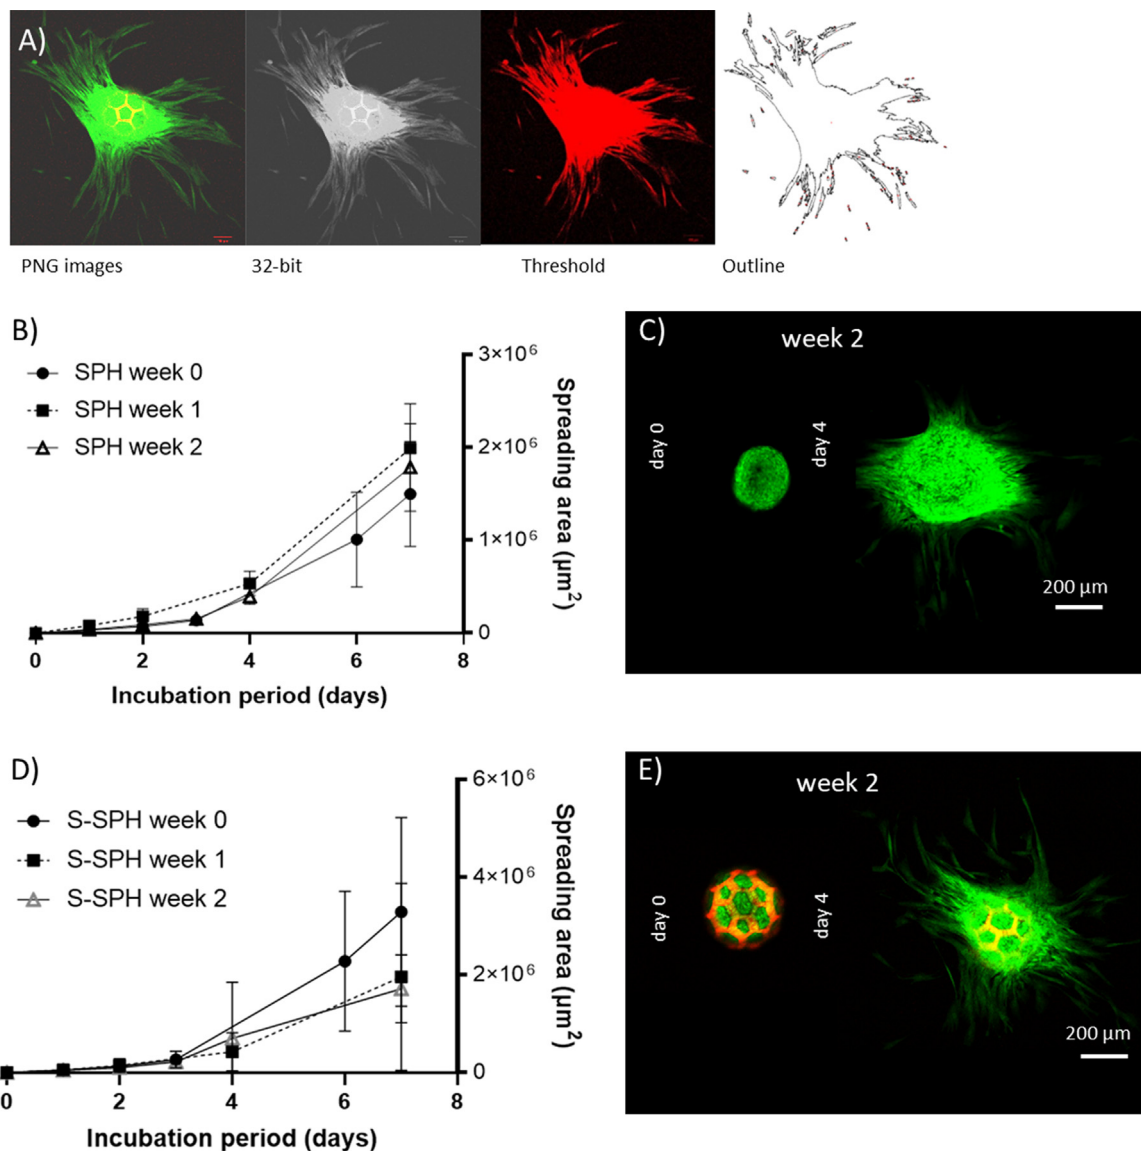 A)
PNG images
32-bit
Threshold
Outline
B)
SPH week 0
SPH week 1
SPH week 2
3×10⁶
2×10⁶
1×10⁶
0
Spreading area (µm²)
0 2 4 6 8
Incubation period (days)
C)
week 2
day 0
day 4
200 µm
D)
S-SPH week 0
S-SPH week 1
S-SPH week 2
6×10⁶
4×10⁶
2×10⁶
0
Spreading area (µm²)
0 2 4 6 8
Incubation period (days)
E)
week 2
day 0
day 4
200 µm